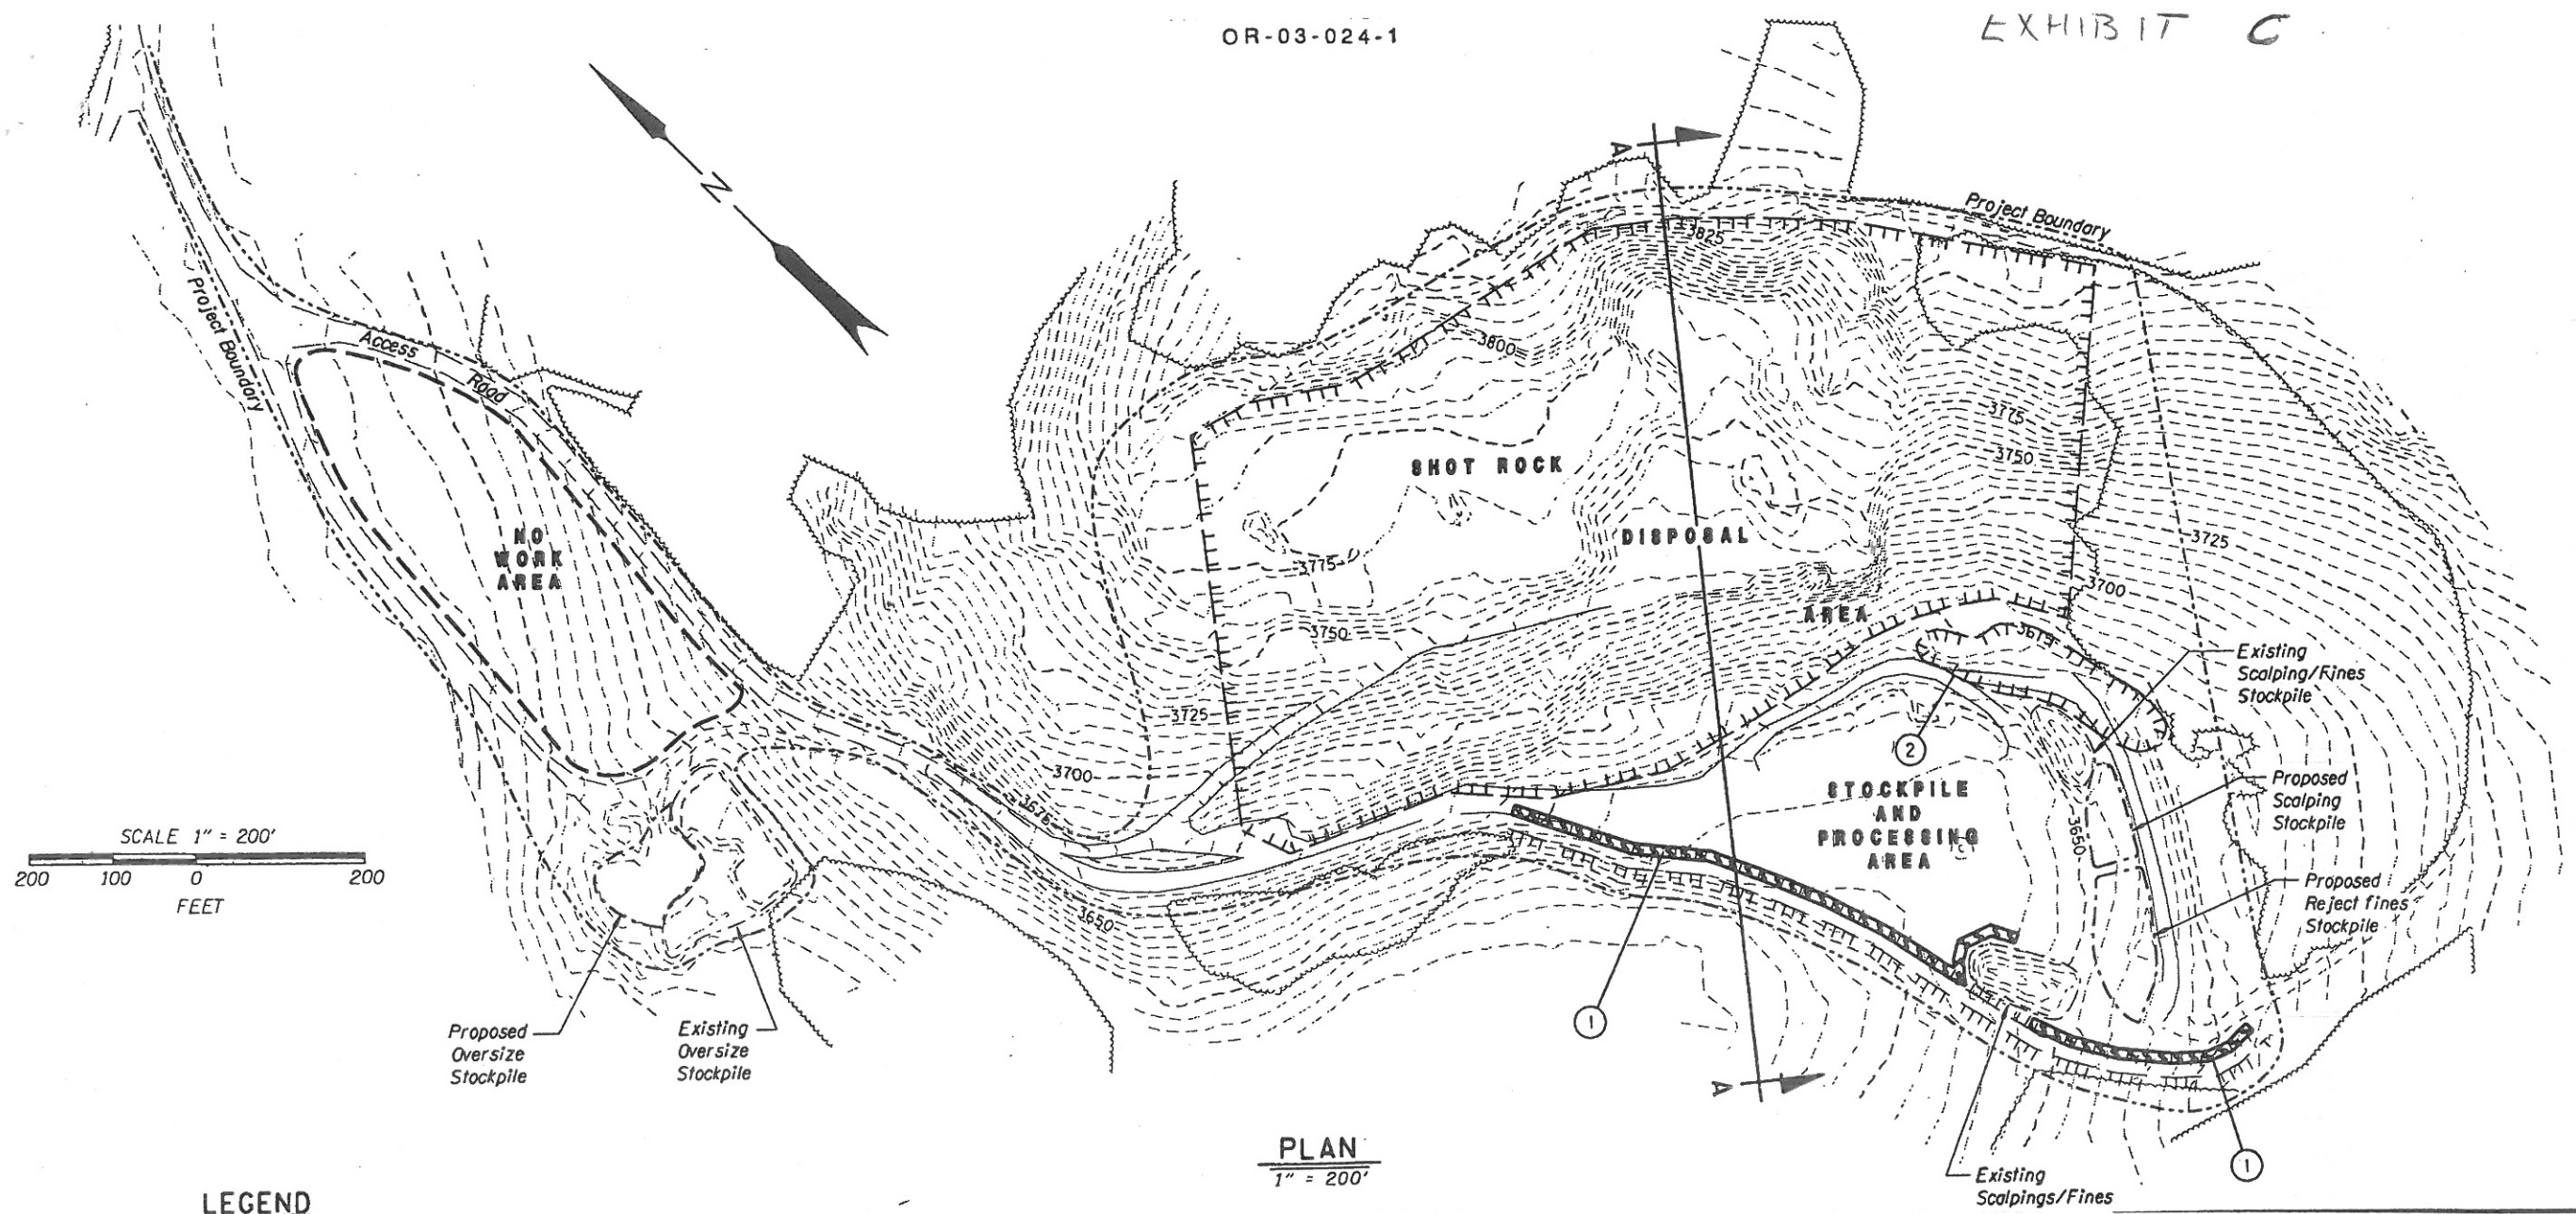 OR-03-024-1
EXHIBIT C
N
A
Project Boundary
3825
Project Boundary
Access
Road
3800
3775
SHOT ROCK
3750
NO
WORK
AREA
DISPOSAL
3725
3775
3700
AREA
3750
3675
Existing
Scalping/Fines
Stockpile
3725
3700
2
3675
STOCKPILE
AND
PROCESSING
AREA
Proposed
Scalping
Stockpile
SCALE 1" = 200'
200 100 0 200
FEET
3650
Proposed
Reject fines
Stockpile
3650
Proposed
Oversize
Stockpile
Existing
Oversize
Stockpile
1
A
PLAN
1" = 200'
1
Existing
Scalpings/Fines
LEGEND